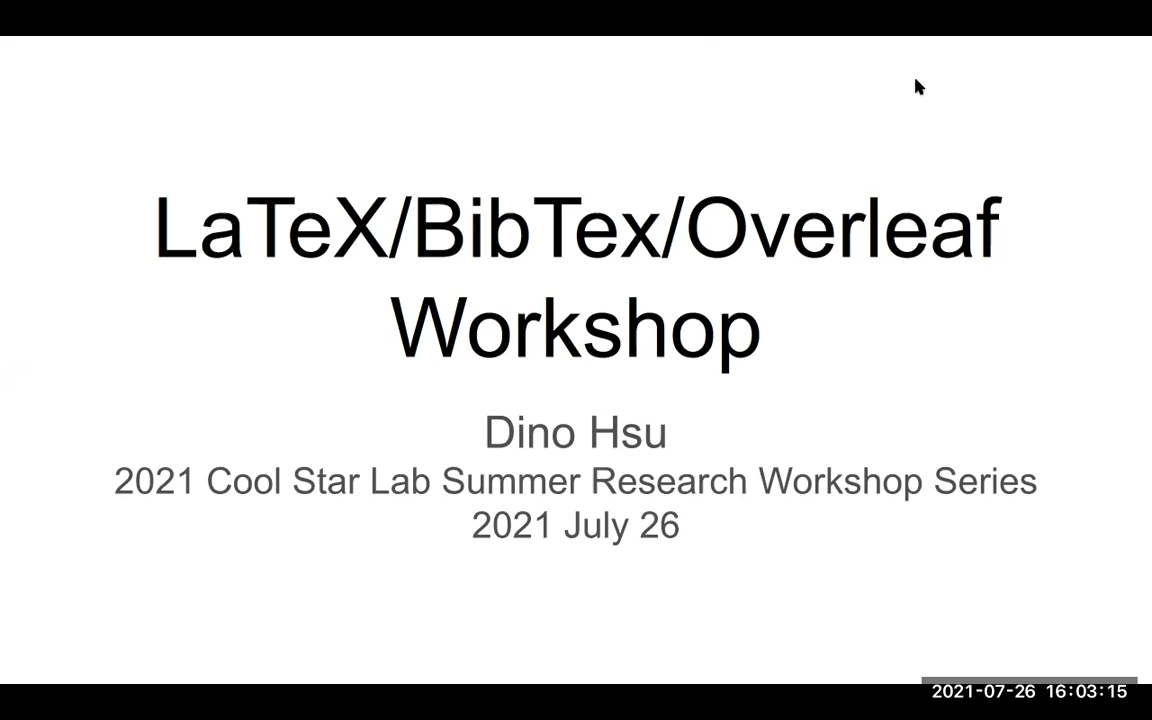 LaTeX/BibTex/Overleaf
Workshop
Dino Hsu
2021 Cool Star Lab Summer Research Workshop Series
2021 July 26
2021-07-26 16:03:15